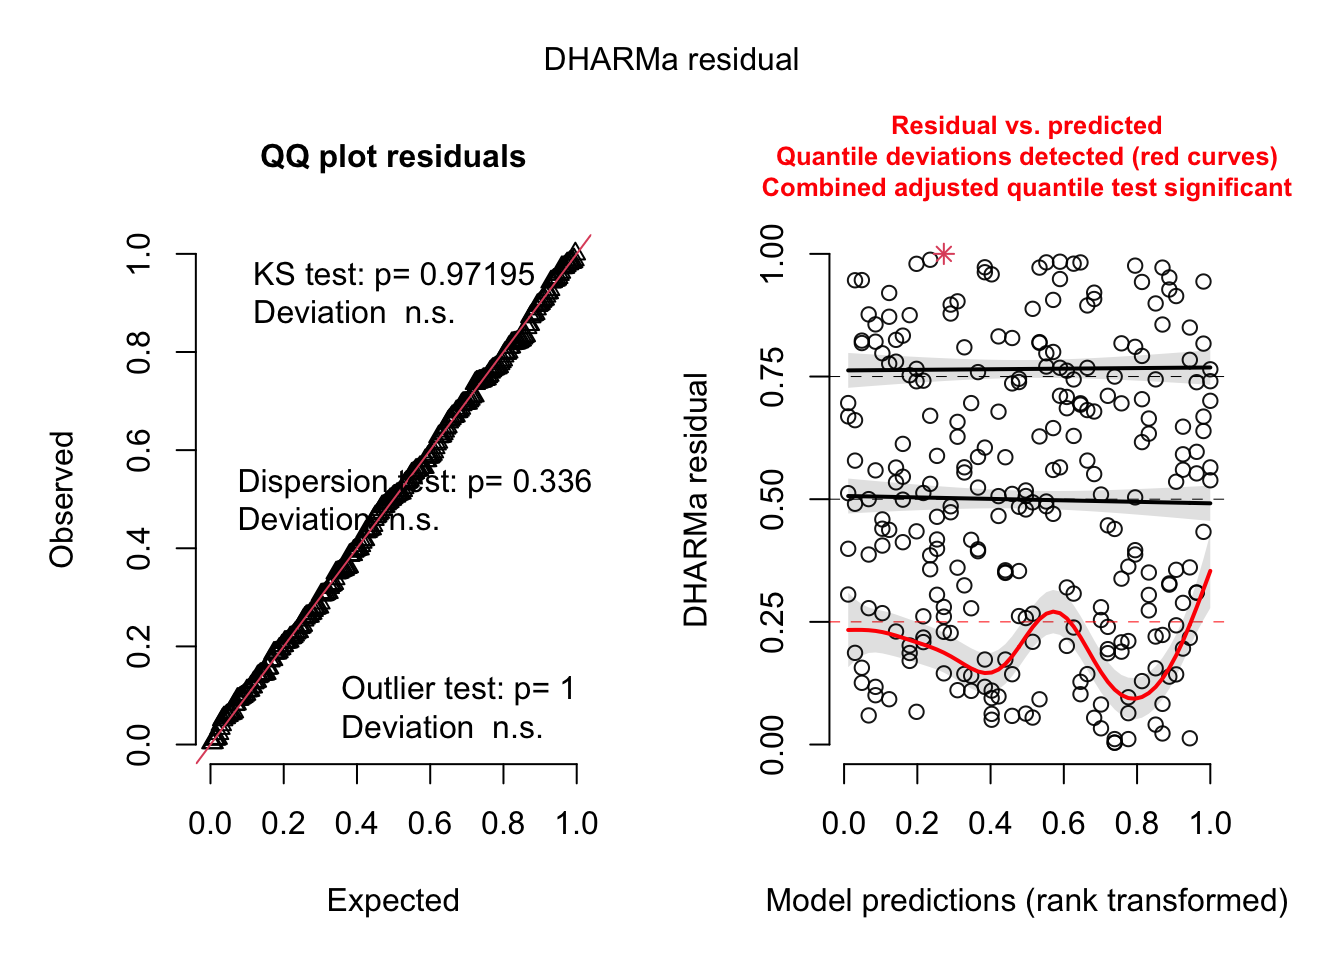 DHARMa residual
QQ plot residuals
KS test: p= 0.97195
Deviation n.s.
Dispersion test: p= 0.336
Deviation n.s.
Outlier test: p= 1
Deviation n.s.
Observed
0.0 0.2 0.4 0.6 0.8 1.0
0.0 0.2 0.4 0.6 0.8 1.0
Expected
Residual vs. predicted
Quantile deviations detected (red curves)
Combined adjusted quantile test significant
DHARMa residual
0.00 0.25 0.50 0.75 1.00
0.0 0.2 0.4 0.6 0.8 1.0
Model predictions (rank transformed)